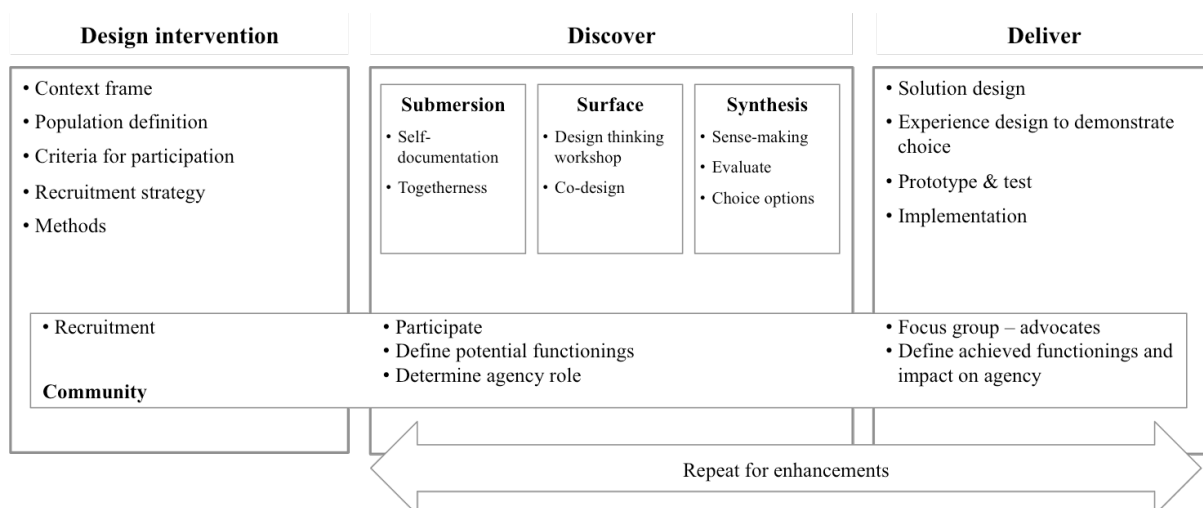 Design intervention
• Context frame
• Population definition
• Criteria for participation
• Recruitment strategy
• Methods
Discover
Submersion
• Self-
documentation
• Togetherness
Surface
• Design thinking
workshop
• Co-design
Synthesis
• Sense-making
• Evaluate
• Choice options
Deliver
• Solution design
• Experience design to demonstrate
choice
• Prototype & test
• Implementation
• Recruitment
Community
• Participate
• Define potential functionings
• Determine agency role
• Focus group – advocates
• Define achieved functionings and
impact on agency
Repeat for enhancements